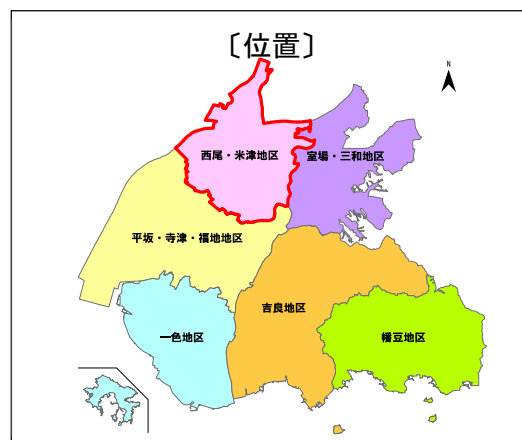 〔位置〕
N
西尾・米津地区
室場・三和地区
平坂・寺津・福地地区
吉良地区
一色地区
幡豆地区